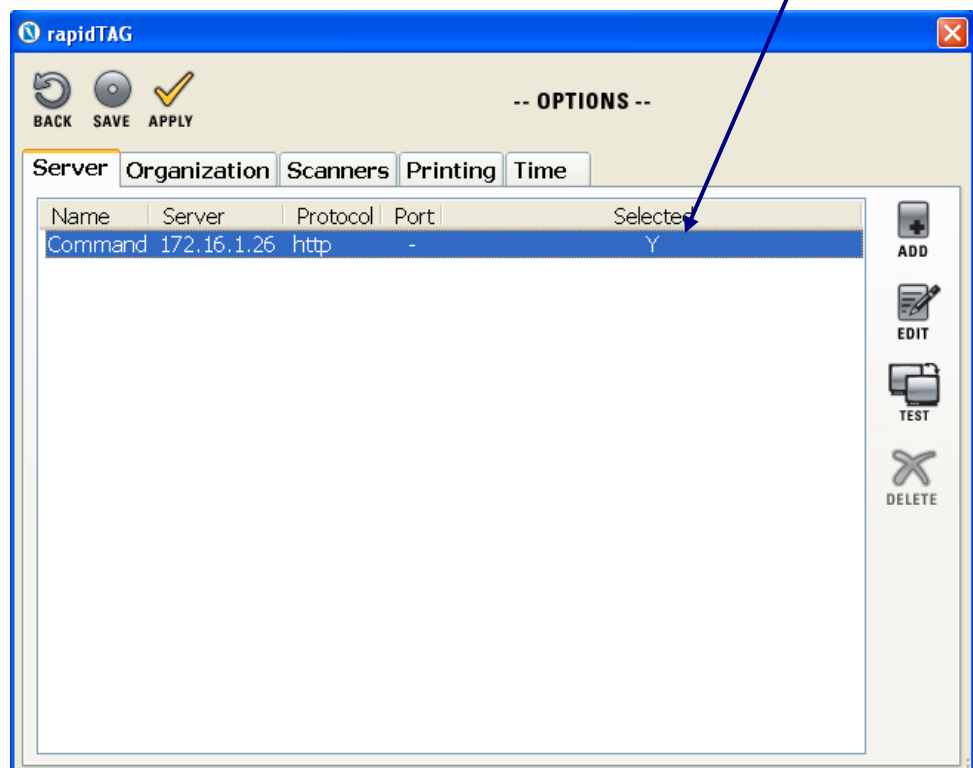 rapidTAG
BACK SAVE APPLY
-- OPTIONS --
Server Organization Scanners Printing Time
Name Server Protocol Port Selected
Command 172.16.1.26 http - Y
ADD
EDIT
TEST
DELETE